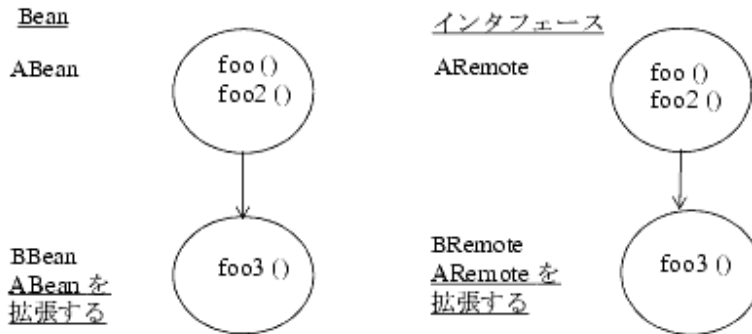 Bean
ABean
foo ()
foo2 ()
BBean
ABean を
拡張する
foo3 ()
インタフェース
ARemote
foo ()
foo2 ()
BRemote
ARemote を
拡張する
foo3 ()